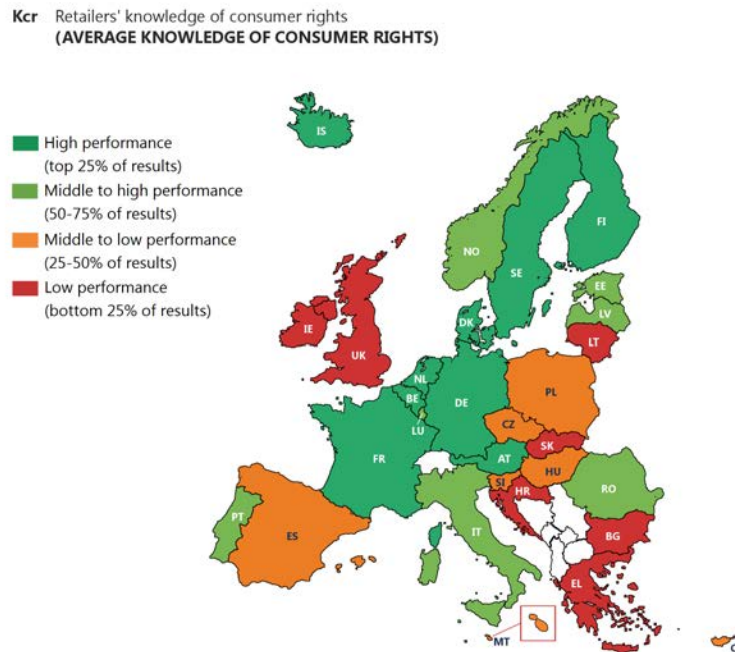 Kcr Retailers' knowledge of consumer rights
(AVERAGE KNOWLEDGE OF CONSUMER RIGHTS)
IS
High performance
(top 25% of results)
Middle to high performance
(50-75% of results)
Middle to low performance
(25-50% of results)
Low performance
(bottom 25% of results)
NO
FI
SE
EE
LV
DK
LT
IE
UK
NL
PL
BE
DE
CZ
LU
SK
FR
AT
HU
SI
HR
RO
PT
ES
IT
BG
EL
MT